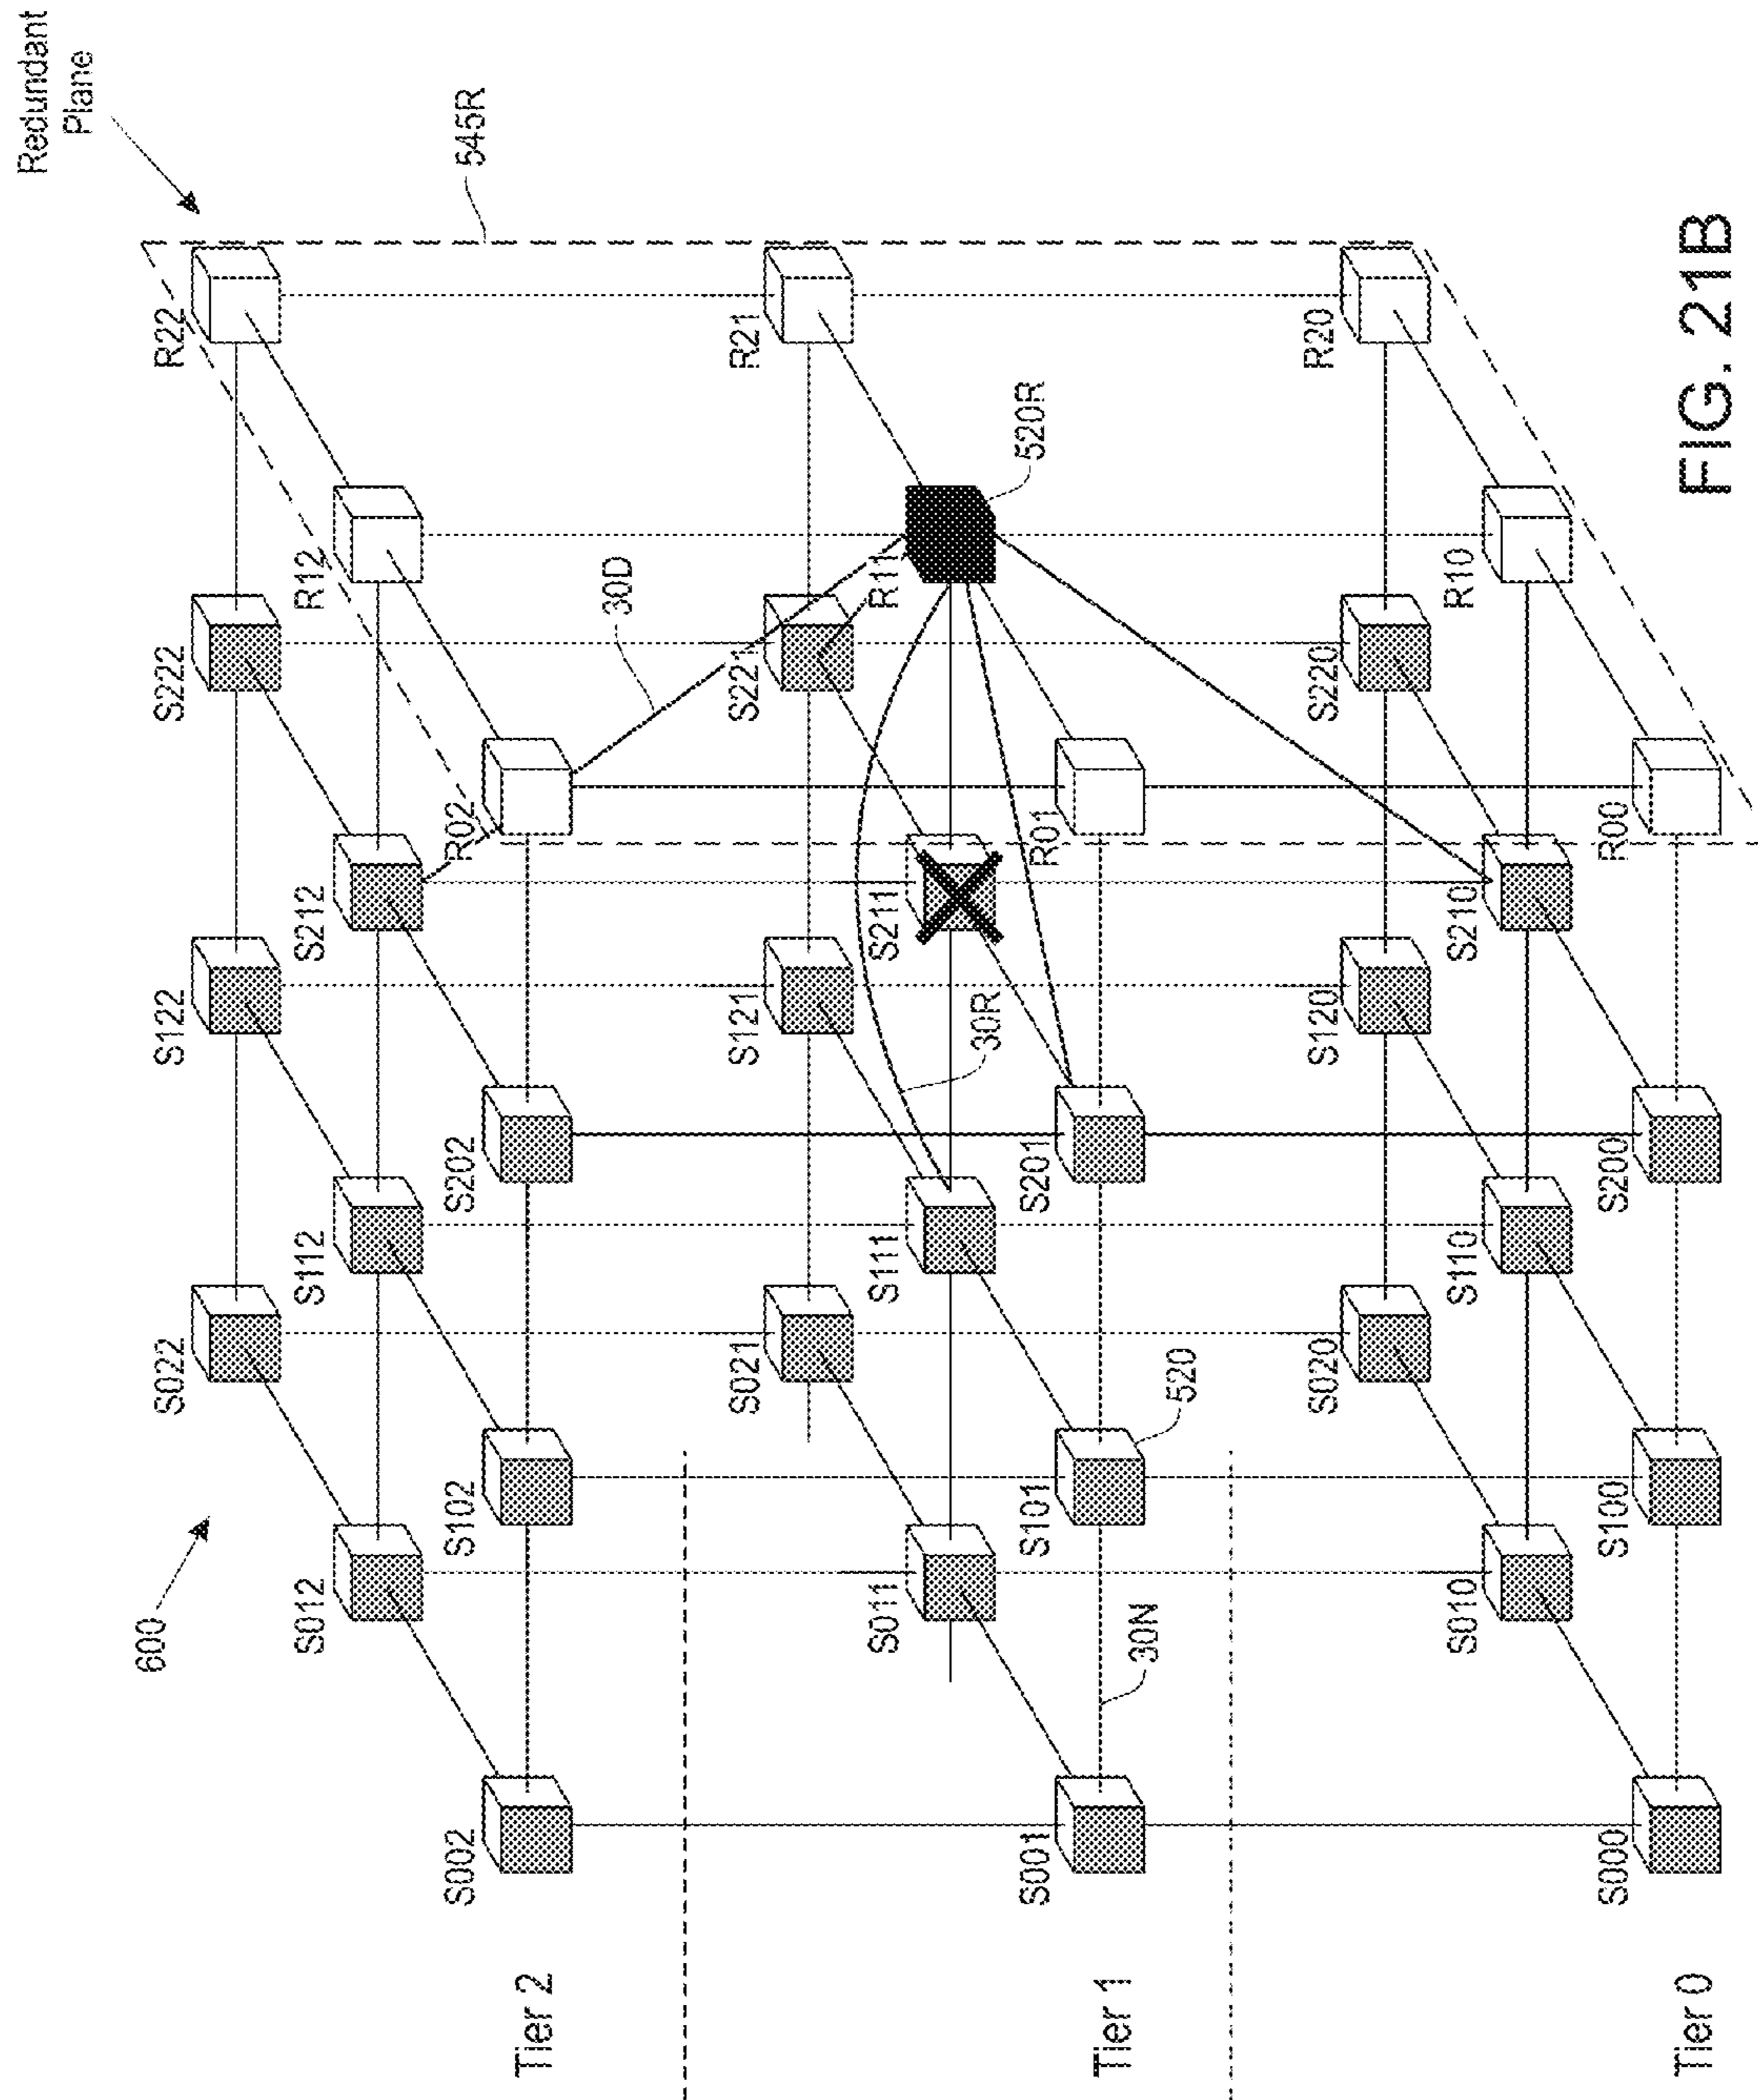 Redundant
Plane
600
S022 S122 S222 R22
S012 S112 S212 R12
545R
S002 S102 S202 R02
Tier 2
30D
S021 S121 S221 R21
S011 S111 S211 R11
30R
520R
S001 S101 S201 R01
Tier 1
30N
520
S020 S120 S220 R20
S010 S110 S210 R10
S000 S100 S200 R00
Tier 0
FIG. 21B